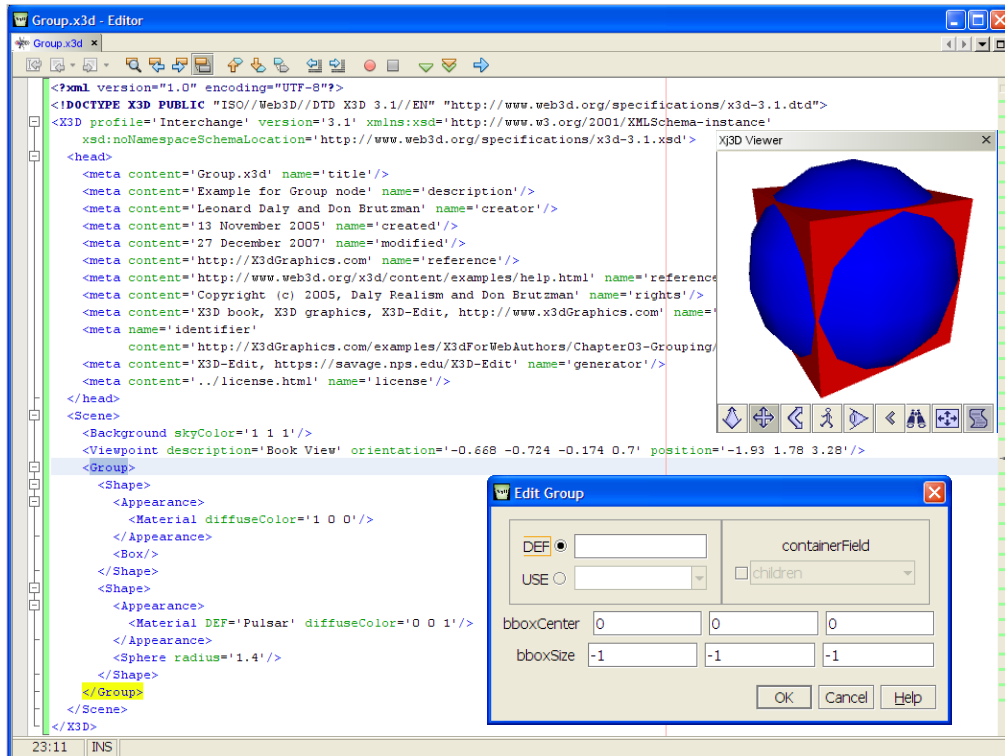 Group.x3d - Editor
Group.x3d
<?xml version="1.0" encoding="UTF-8"?>
<!DOCTYPE X3D PUBLIC "ISO//Web3D//DTD X3D 3.1//EN" "http://www.web3d.org/specifications/x3d-3.1.dtd">
<X3D profile='Interchange' version='3.1' xmlns:xsd='http://www.w3.org/2001/XMLSchema-instance'
xsd:noNamespaceSchemaLocation='http://www.web3d.org/specifications/x3d-3.1.xsd'>
<head>
<meta content='Group.x3d' name='title'/>
<meta content='Example for Group node' name='description'/>
<meta content='Leonard Daly and Don Brutzman' name='creator'/>
<meta content='13 November 2005' name='created'/>
<meta content='27 December 2007' name='modified'/>
<meta content='http://X3dGraphics.com' name='reference'/>
<meta content='http://www.web3d.org/x3d/content/examples/help.html' name='reference
<meta content='Copyright (c) 2005, Daly Realism and Don Brutzman' name='rights'/>
<meta content='X3D book, X3D graphics, X3D-Edit, http://www.x3dGraphics.com' name='
<meta name='identifier'
content='http://X3dGraphics.com/examples/X3dForWebAuthors/Chapter03-Grouping/
<meta content='X3D-Edit, https://savage.nps.edu/X3D-Edit' name='generator'/>
<meta content='../license.html' name='license'/>
</head>
<Scene>
<Background skyColor='1 1 1'/>
<Viewpoint description='Book View' orientation='-0.668 -0.724 -0.174 0.7' position='-1.93 1.78 3.28'/>
<Group>
<Shape>
<Appearance>
<Material diffuseColor='1 0 0'/>
</Appearance>
<Box/>
</Shape>
<Shape>
<Appearance>
<Material DEF='Pulsar' diffuseColor='0 0 1'/>
</Appearance>
<Sphere radius='1.4'/>
</Shape>
</Group>
</Scene>
</X3D>
Xj3D Viewer
Edit Group
DEF
USE
containerField
children
bboxCenter 0 0 0
bboxSize -1 -1 -1
OK Cancel Help
23:11 INS